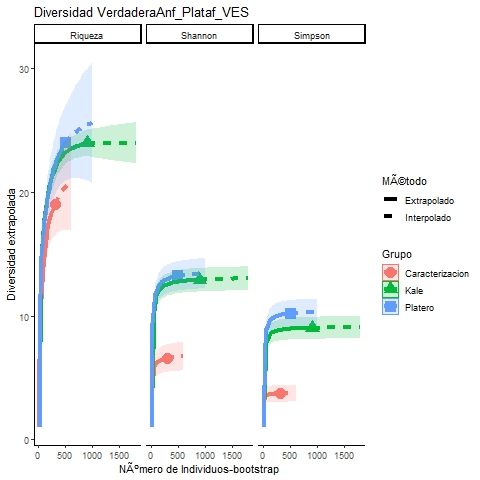 Diversidad VerdaderaAnf_Plataf_VES
Riqueza
Shannon
Simpson
Diversidad extrapolada
30
20
10
0
0 500 1000 1500
0 500 1000 1500
0 500 1000 1500
NÃºmero de Individuos-bootstrap
MÃ©todo
Extrapolado
Interpolado
Grupo
Caracterizacion
Kale
Platero